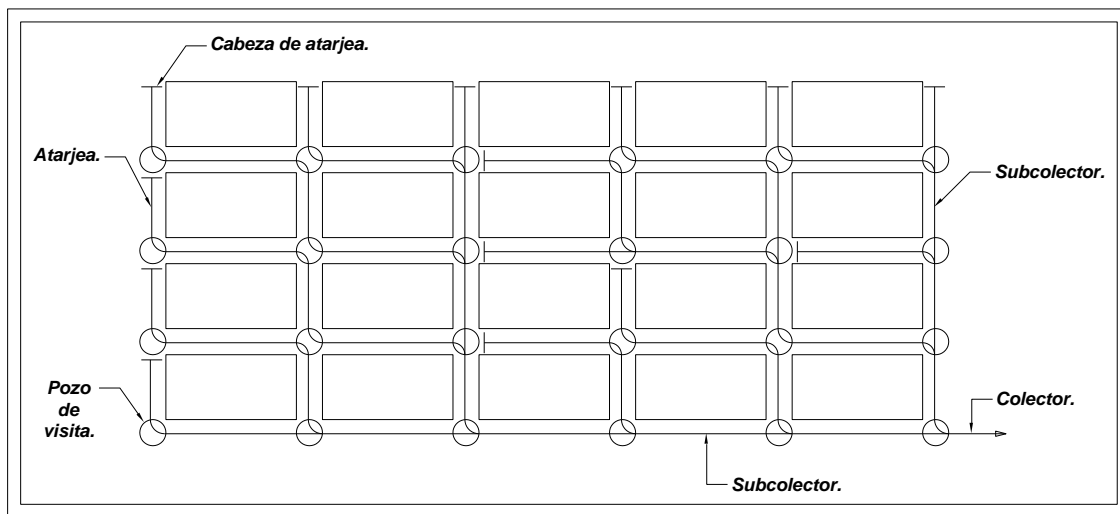 Cabeza de atarjea.
Atarjea.
Subcolector.
Pozo
de
visita.
Colector.
Subcolector.